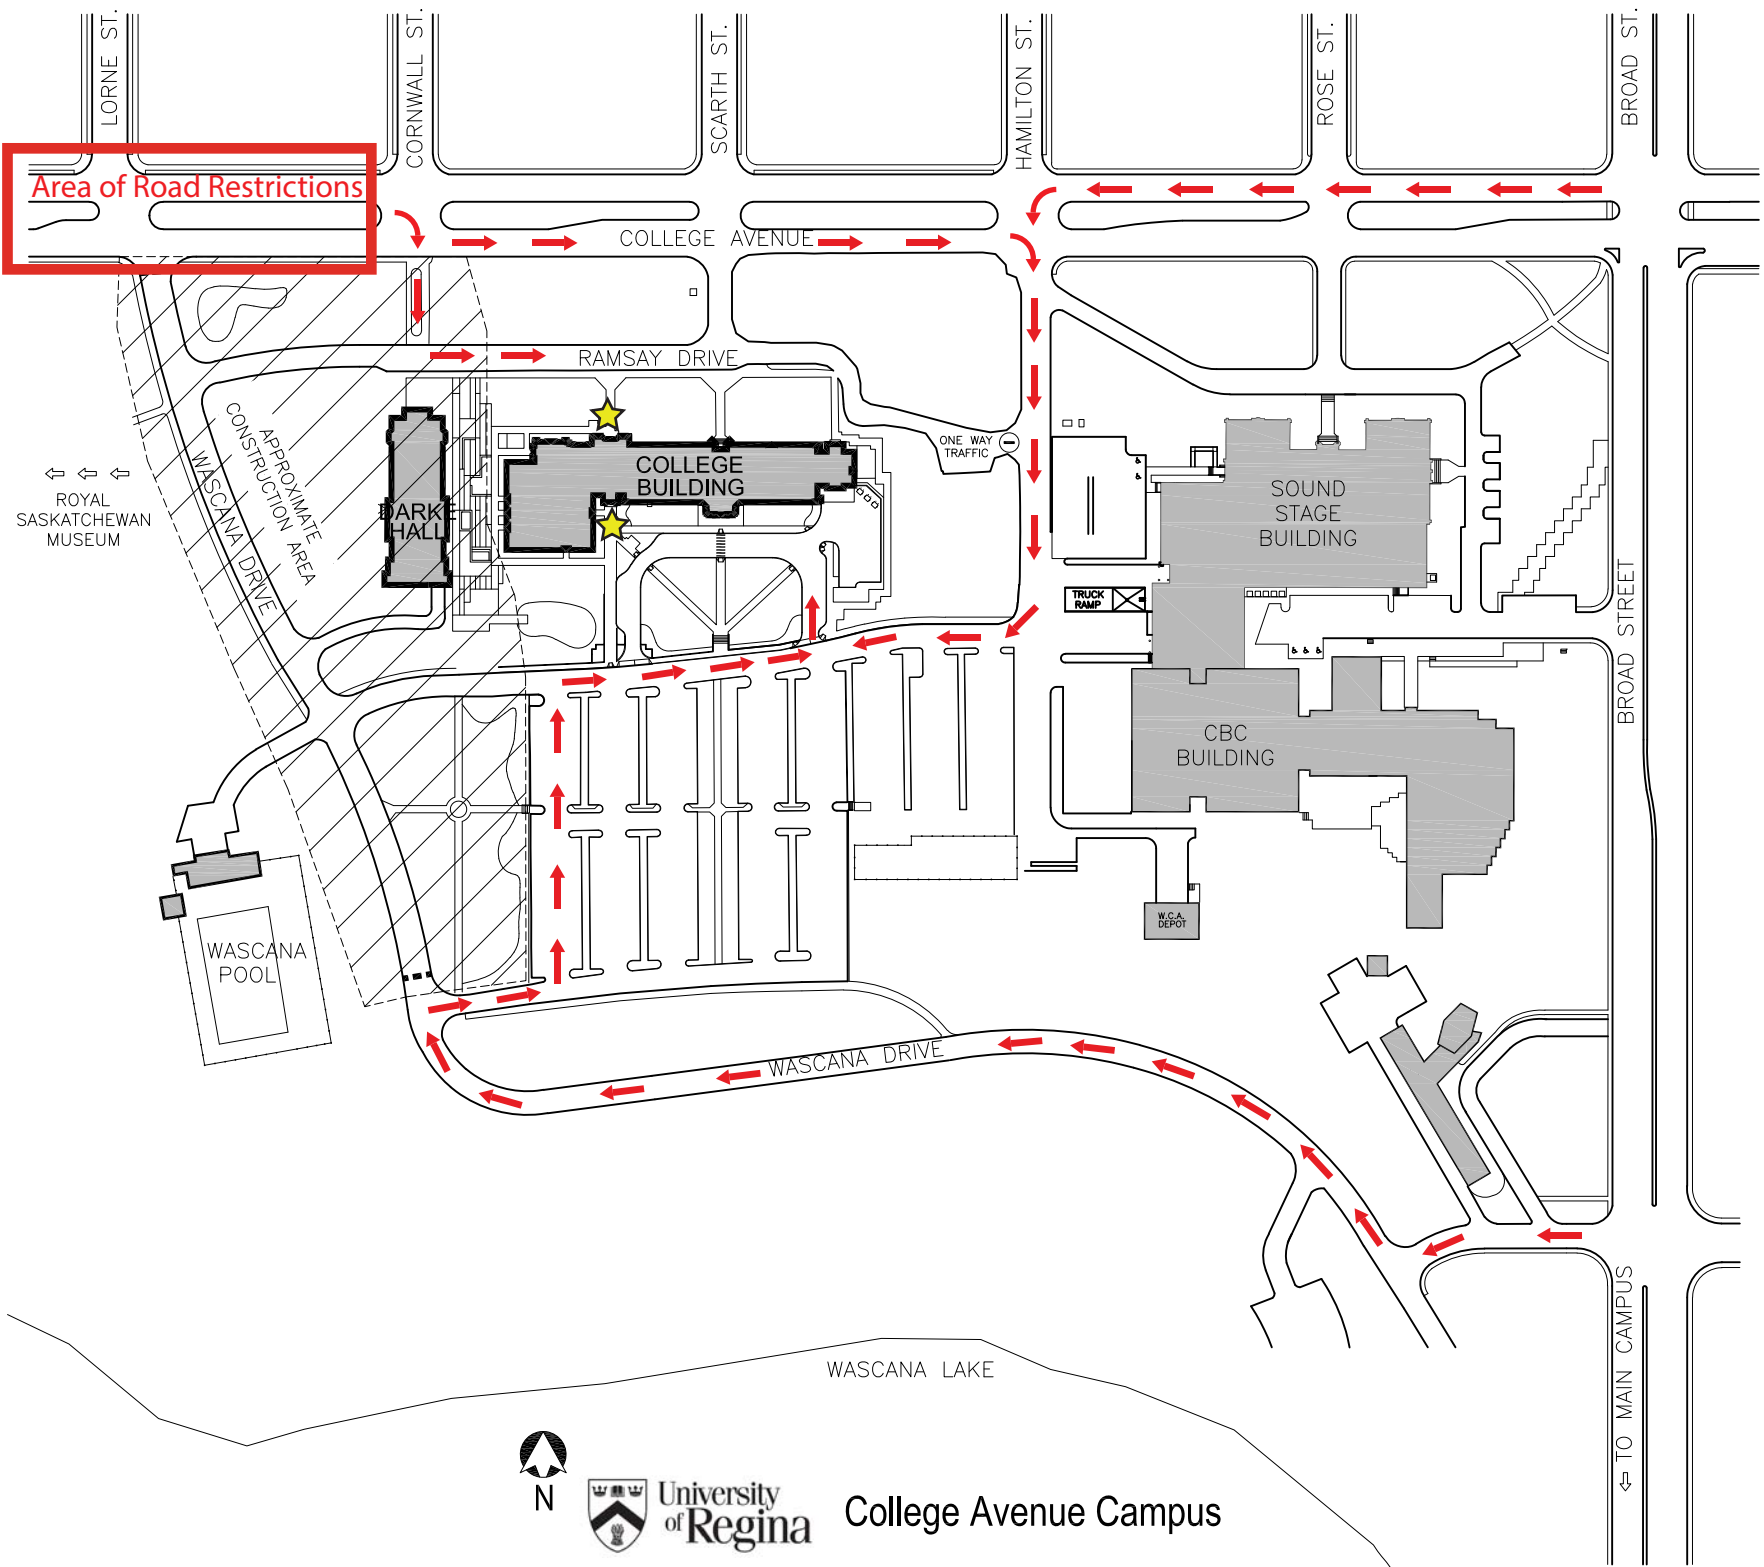 LORNE ST.
CORNWALL ST.
SCARTH ST.
HAMILTON ST.
ROSE ST.
BROAD ST.
Area of Road Restrictions
COLLEGE AVENUE
RAMSAY DRIVE
ONE WAY
TRAFFIC
APPROXIMATE
CONSTRUCTION AREA
WASCANA DRIVE
ROYAL
SASKATCHEWAN
MUSEUM
DARKE
HALL
COLLEGE
BUILDING
SOUND
STAGE
BUILDING
TRUCK
RAMP
BROAD STREET
CBC
BUILDING
W.C.A.
DEPOT
WASCANA
POOL
WASCANA DRIVE
WASCANA LAKE
TO MAIN CAMPUS
N
University
of Regina
College Avenue Campus